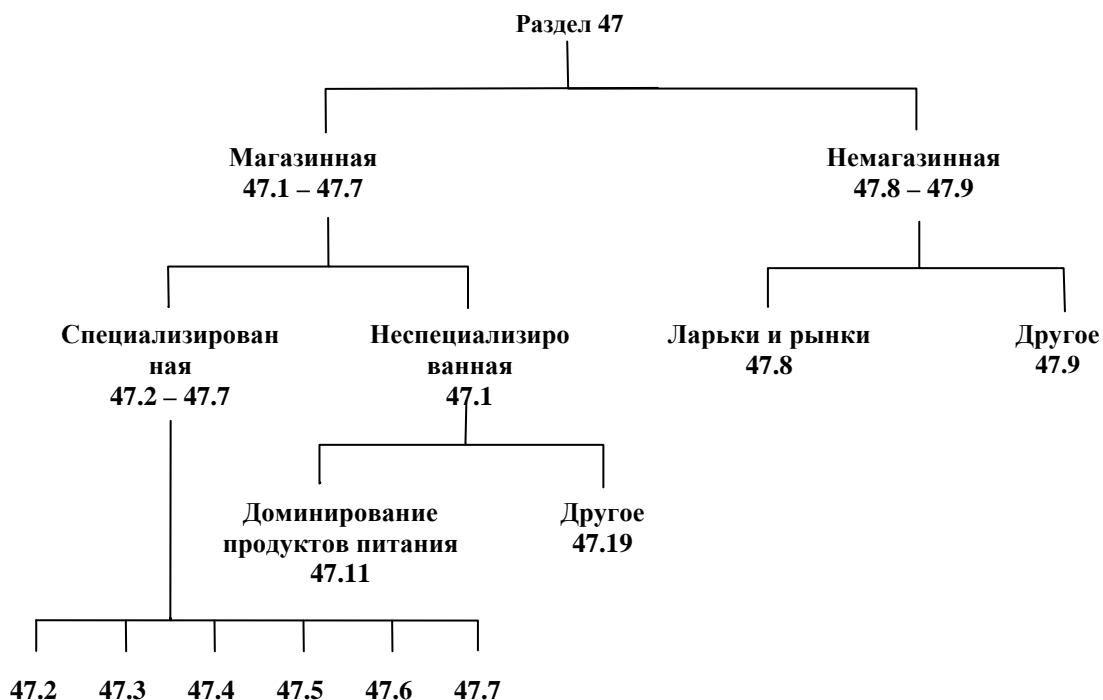 Раздел 47
Магазинная
47.1 – 47.7
Немагазинная
47.8 – 47.9
Специализирован
ная
47.2 – 47.7
Неспециализиро
ванная
47.1
Ларьки и рынки
47.8
Другое
47.9
Доминирование
продуктов питания
47.11
Другое
47.19
47.2 47.3 47.4 47.5 47.6 47.7